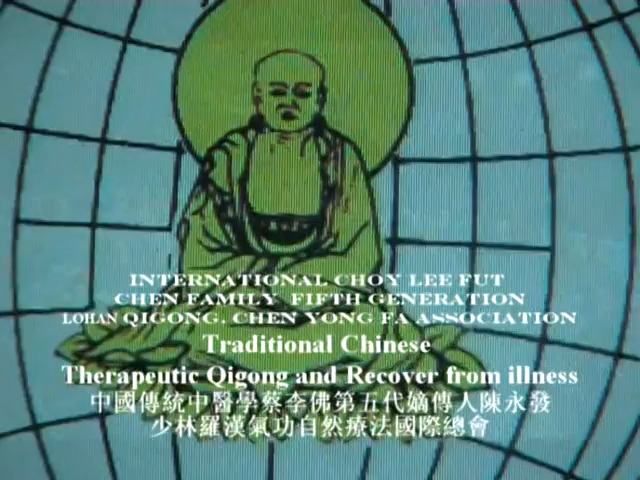 INTERNATIONAL CHOY LEE FUT
CHEN FAMILY FIFTH GENERATION
LOHAN QIGONG. CHEN YONG FA ASSOCIATION
Traditional Chinese
Therapeutic Qigong and Recover from illness
中國傳統中醫學蔡李佛第五代嫡傳人陳永發
少林羅漢氣功自然療法國際總會